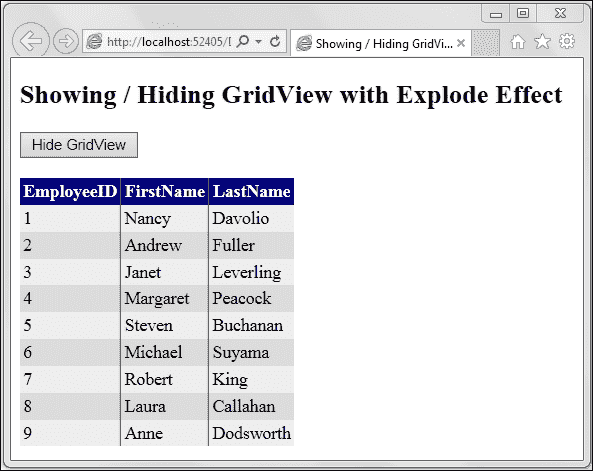 http://localhost:52405/I
Showing / Hiding GridVi...
Showing / Hiding GridView with Explode Effect
Hide GridView
EmployeeID FirstName LastName
1 Nancy Davolio
2 Andrew Fuller
3 Janet Leverling
4 Margaret Peacock
5 Steven Buchanan
6 Michael Suyama
7 Robert King
8 Laura Callahan
9 Anne Dodsworth